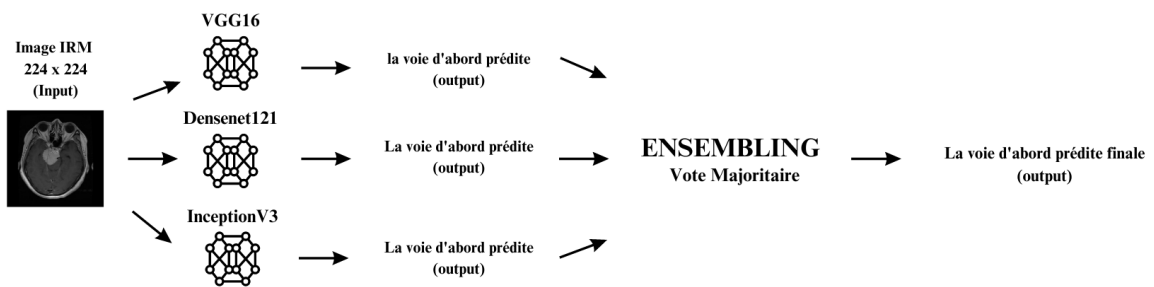 Image IRM
224 x 224
(Input)
VGG16
Densenet121
InceptionV3
la voie d'abord prédite
(output)
La voie d'abord prédite
(output)
La voie d'abord prédite
(output)
ENSEMBLING
Vote Majoritaire
La voie d'abord prédite finale
(output)